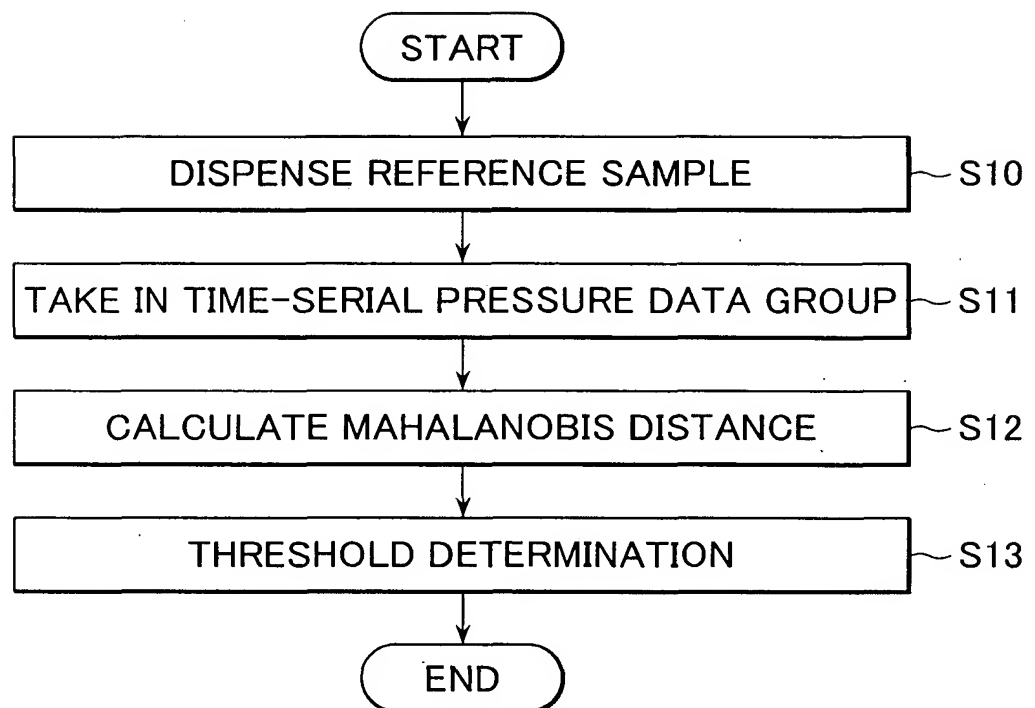 START
DISPENSE REFERENCE SAMPLE S10
TAKE IN TIME-SERIAL PRESSURE DATA GROUP S11
CALCULATE MAHALANOBIS DISTANCE S12
THRESHOLD DETERMINATION S13
END